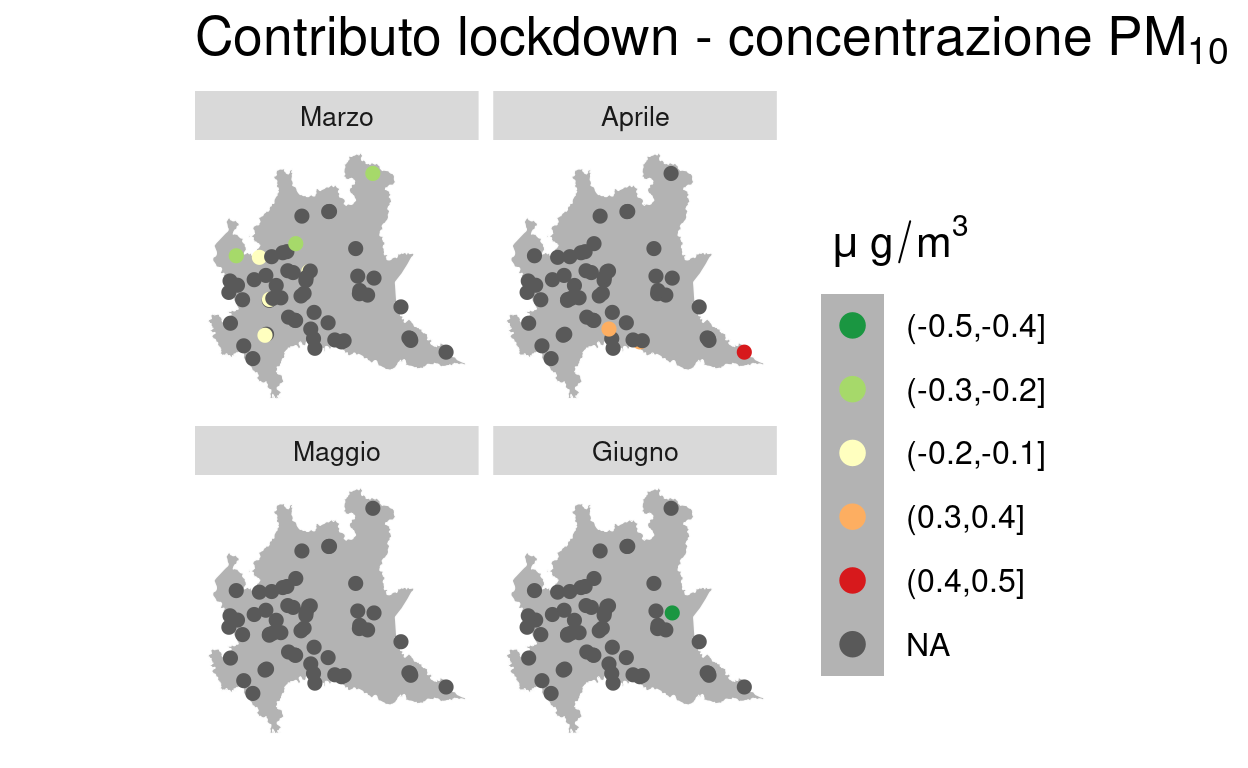 Contributo lockdown - concentrazione PM₁₀
Marzo
Aprile
Maggio
Giugno
μ g/m³
(-0.5,-0.4]
(-0.3,-0.2]
(-0.2,-0.1]
(0.3,0.4]
(0.4,0.5]
NA